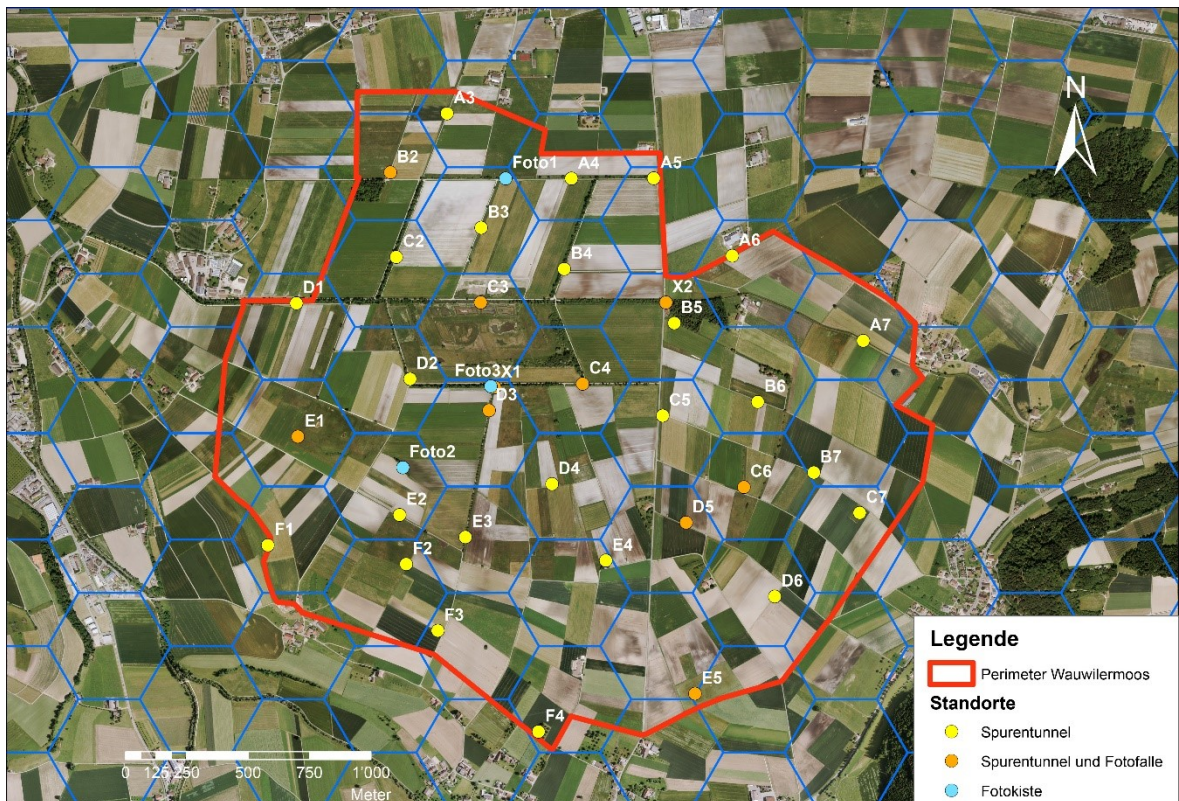 N
A3
B2
Foto1
A4
A5
B3
C2
B4
A6
D1
C3
X2
B5
A7
D2
Foto3X1
C4
D3
B6
C5
E1
Foto2
D4
B7
C6
E2
D5
C7
E3
F1
F2
E4
D6
F3
E5
F4
0 125 250 500 750 1'000
Meter
Legende
Perimeter Wauwilermoos
Standorte
Spurentunnel
Spurentunnel und Fotofalle
Fotokiste